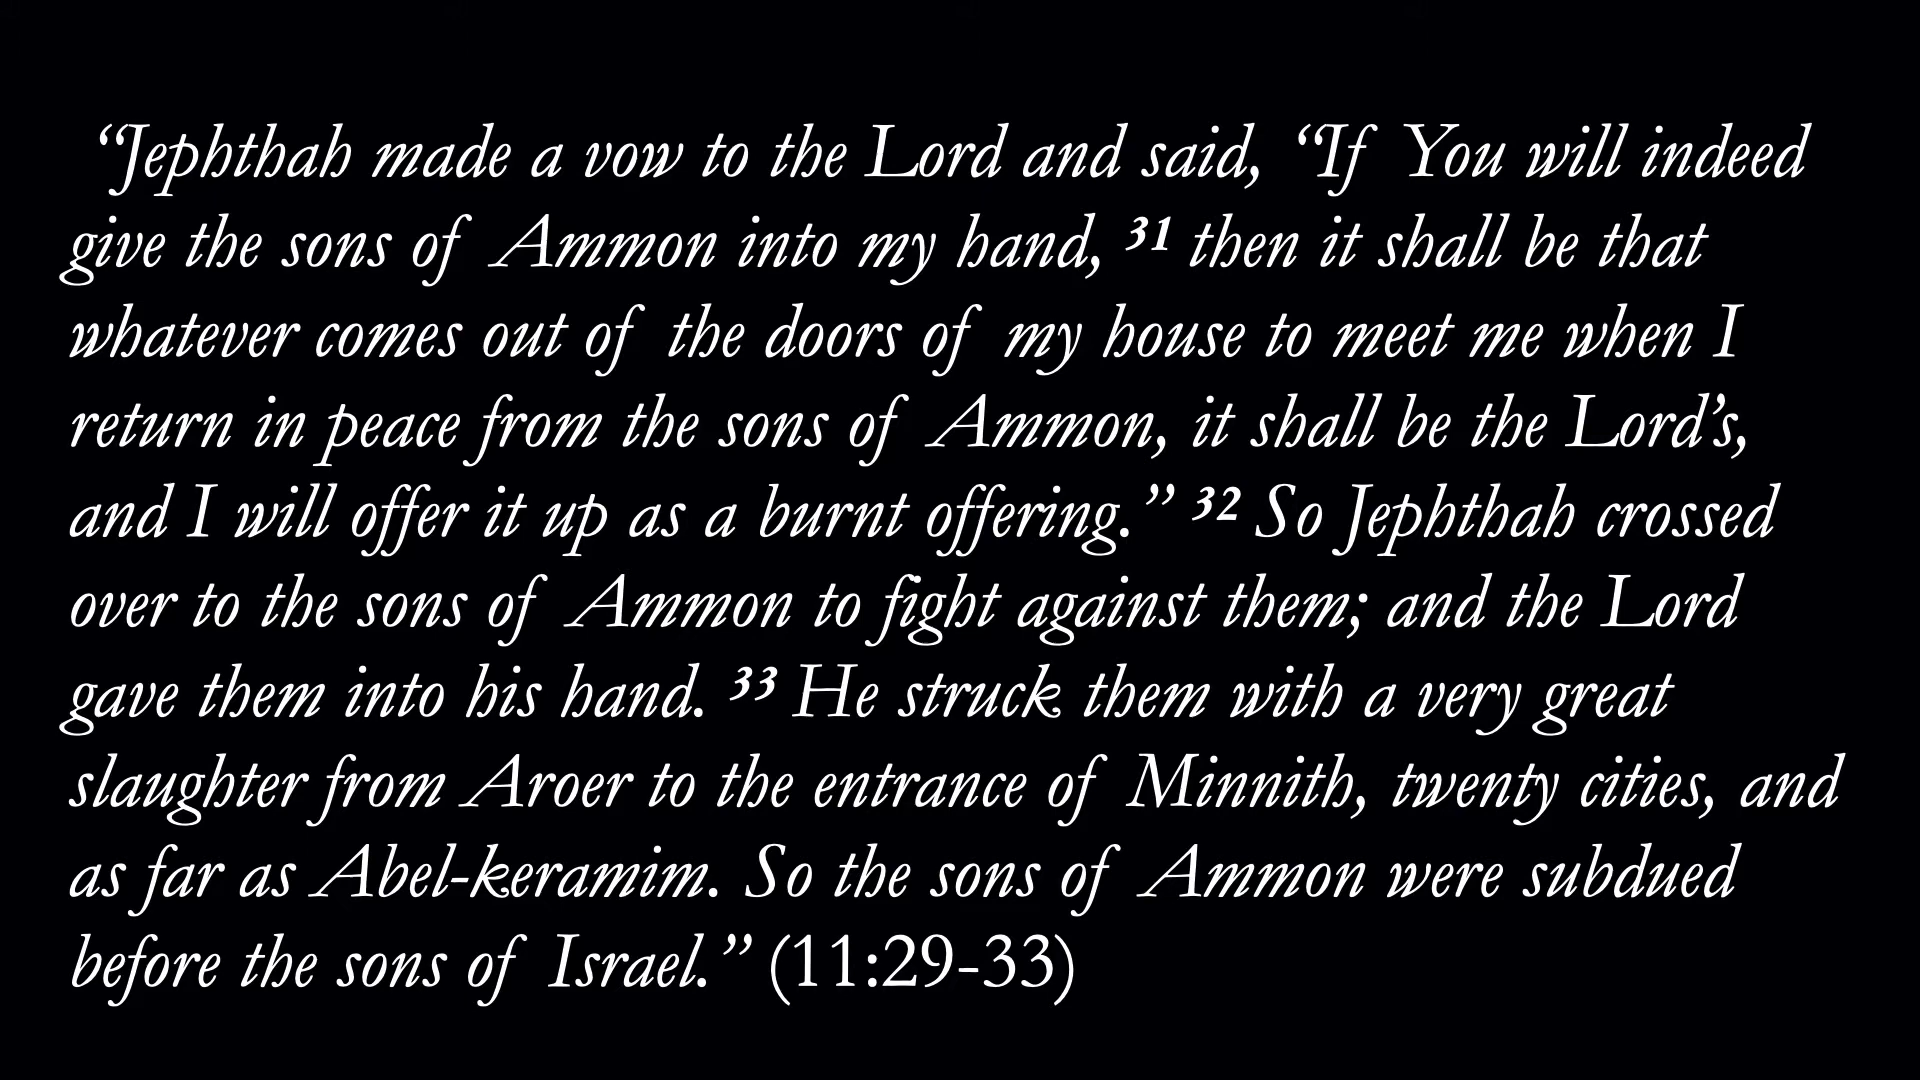 “Jephthah made a vow to the Lord and said, “If You will indeed
give the sons of Ammon into my hand, ³¹ then it shall be that
whatever comes out of the doors of my house to meet me when I
return in peace from the sons of Ammon, it shall be the Lord’s,
and I will offer it up as a burnt offering.” ³² So Jephthah crossed
over to the sons of Ammon to fight against them; and the Lord
gave them into his hand. ³³ He struck them with a very great
slaughter from Aroer to the entrance of Minnith, twenty cities, and
as far as Abel-keramim. So the sons of Ammon were subdued
before the sons of Israel.” (11:29-33)